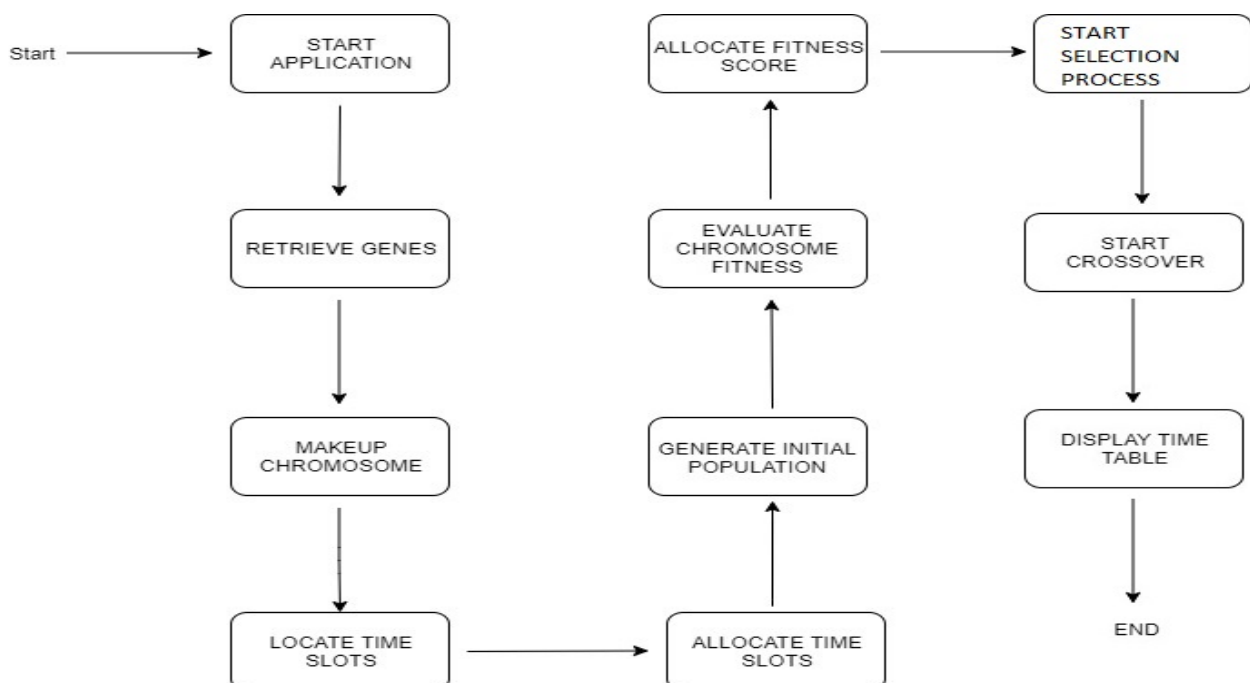 Start
START
APPLICATION
RETRIEVE GENES
MAKEUP
CHROMOSOME
LOCATE TIME
SLOTS
ALLOCATE TIME
SLOTS
GENERATE INITIAL
POPULATION
EVALUATE
CHROMOSOME
FITNESS
ALLOCATE FITNESS
SCORE
START
SELECTION
PROCESS
START
CROSSOVER
DISPLAY TIME
TABLE
END